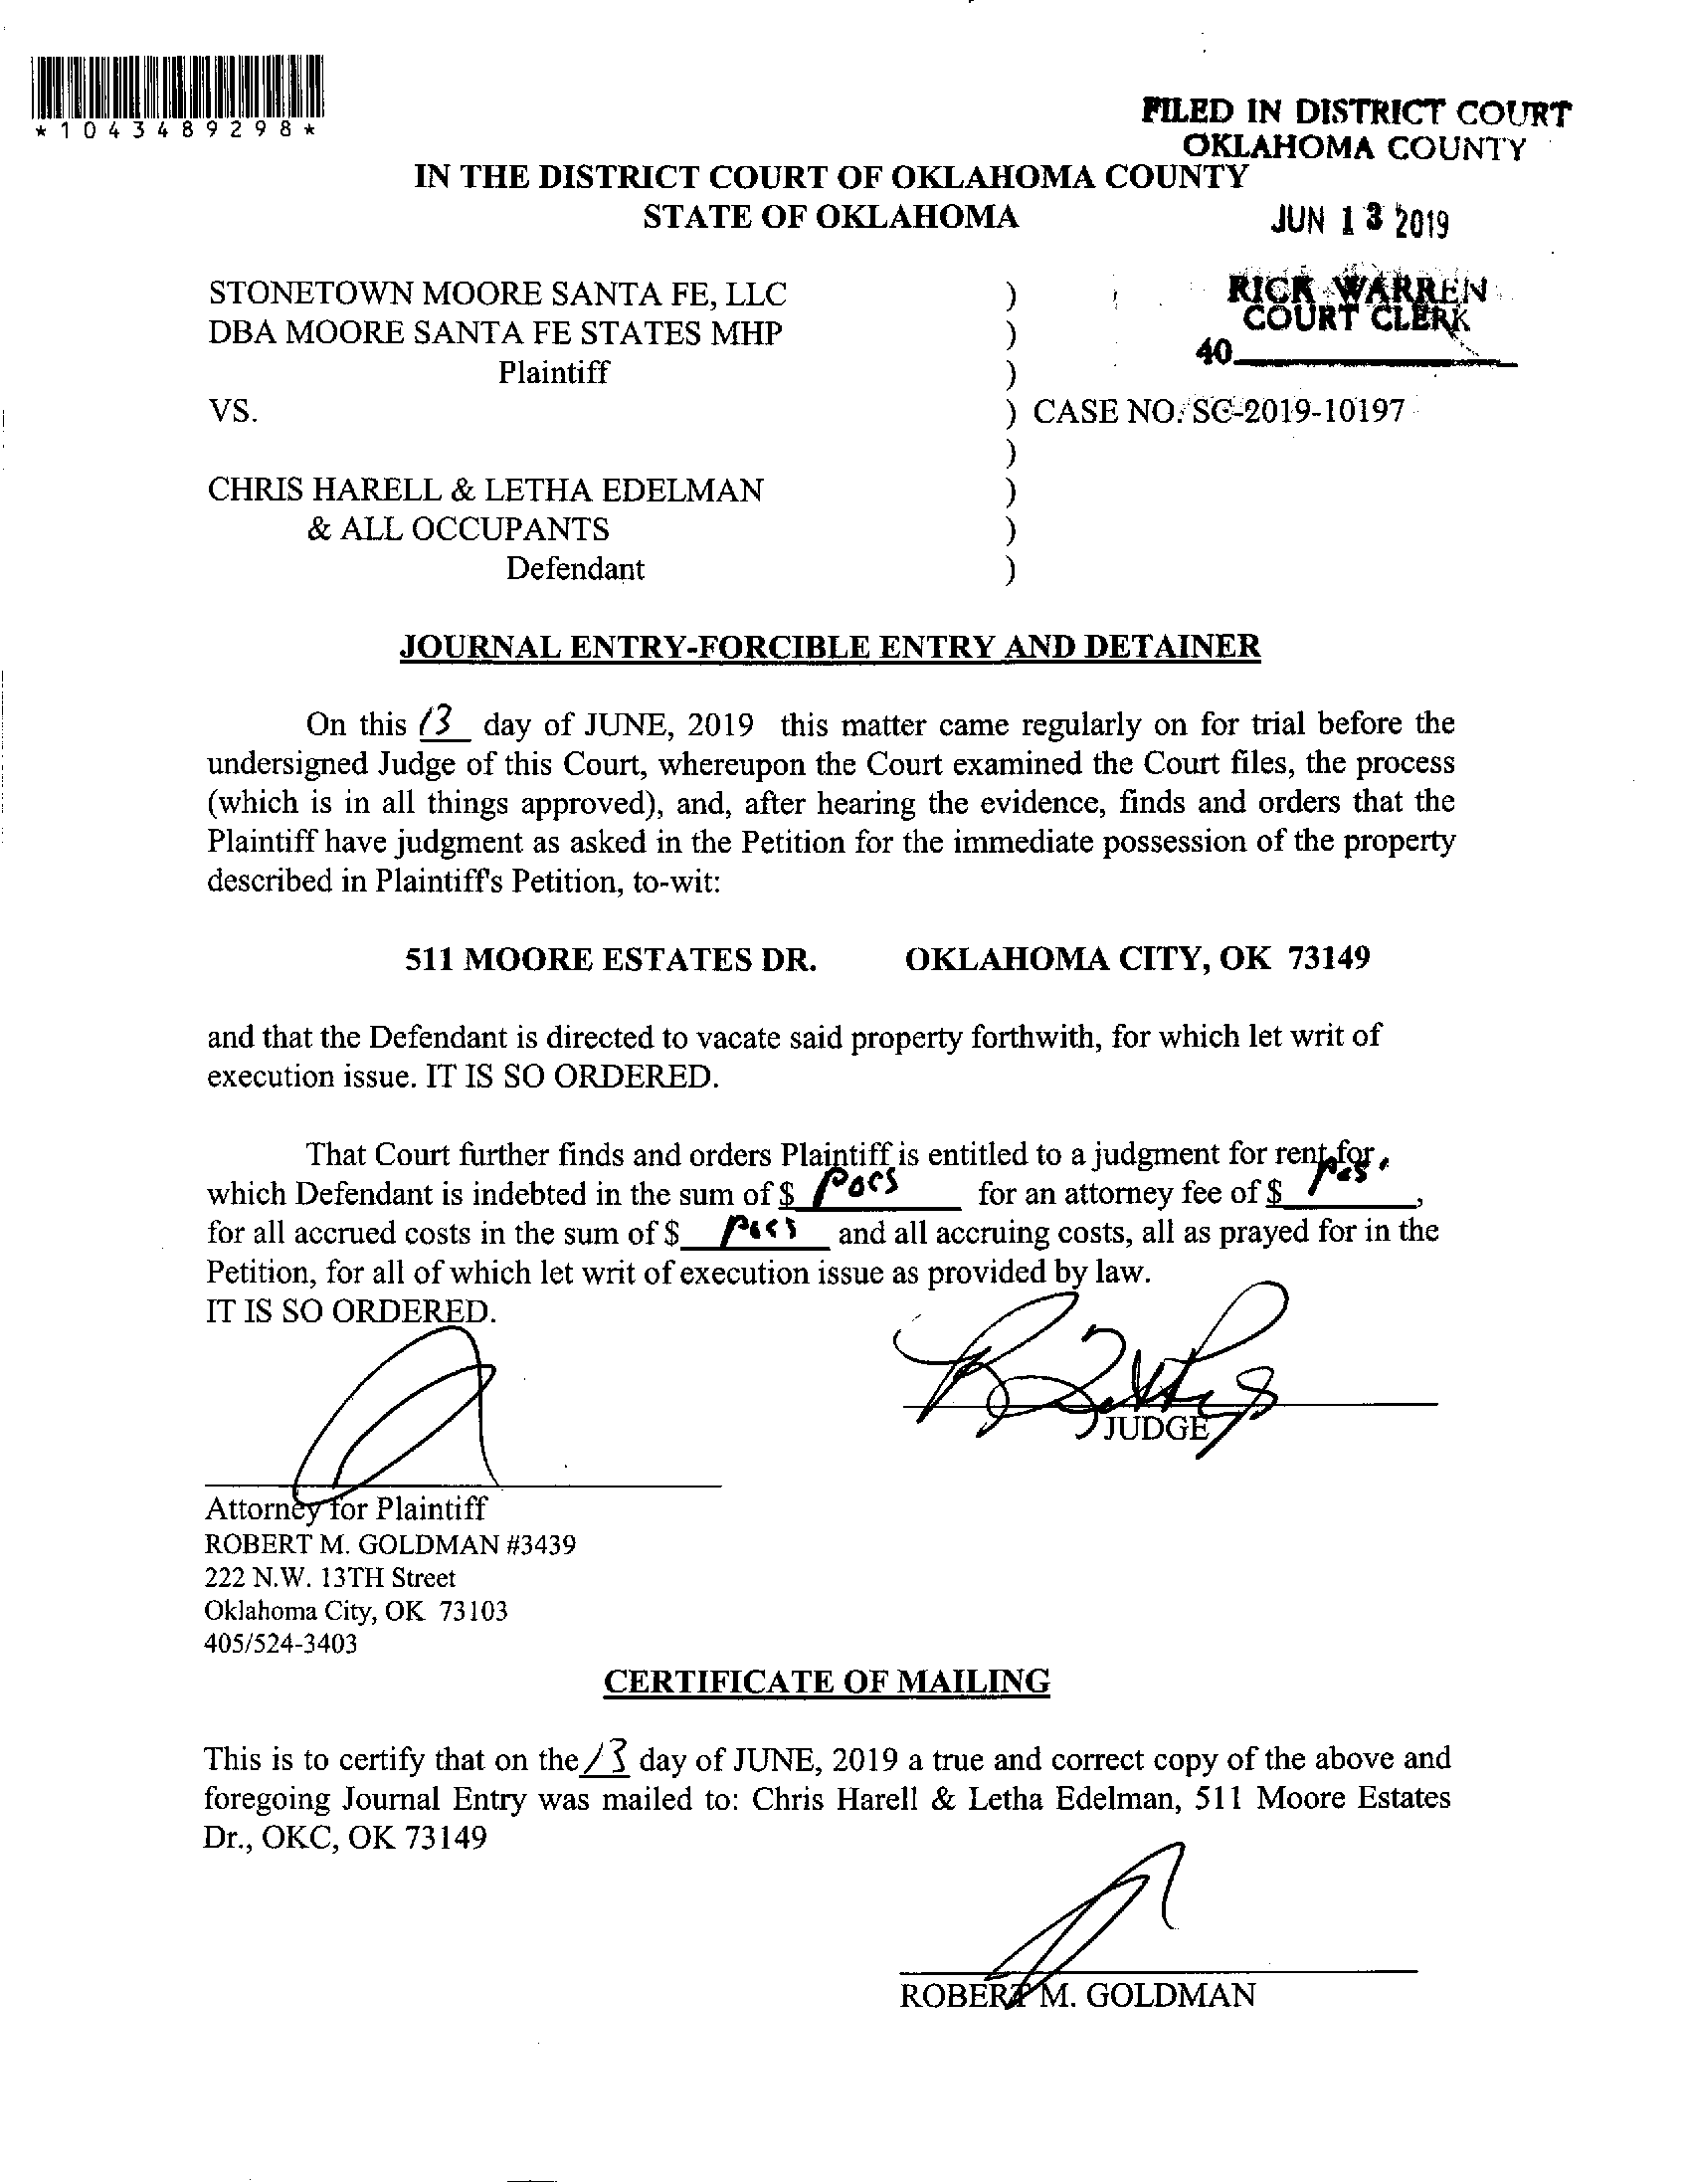 *1043489298*
FILED IN DISTRICT COURT
OKLAHOMA COUNTY
IN THE DISTRICT COURT OF OKLAHOMA COUNTY
STATE OF OKLAHOMA
JUN 13 2019
STONETOWN MOORE SANTA FE, LLC )
RICK WARREN
COURT CLERK
DBA MOORE SANTA FE STATES MHP )
40
Plaintiff )
VS. ) CASE NO. SC-2019-10197
)
CHRIS HARELL & LETHA EDELMAN )
& ALL OCCUPANTS )
Defendant )
JOURNAL ENTRY-FORCIBLE ENTRY AND DETAINER
On this 13 day of JUNE, 2019 this matter came regularly on for trial before the
undersigned Judge of this Court, whereupon the Court examined the Court files, the process
(which is in all things approved), and, after hearing the evidence, finds and orders that the
Plaintiff have judgment as asked in the Petition for the immediate possession of the property
described in Plaintiff's Petition, to-wit:
511 MOORE ESTATES DR. OKLAHOMA CITY, OK 73149
and that the Defendant is directed to vacate said property forthwith, for which let writ of
execution issue. IT IS SO ORDERED.
That Court further finds and orders Plaintiff is entitled to a judgment for rent for
which Defendant is indebted in the sum of $ for an attorney fee of $ ,
for all accrued costs in the sum of $ and all accruing costs, all as prayed for in the
Petition, for all of which let writ of execution issue as provided by law.
IT IS SO ORDERED.
JUDGE
Attorney for Plaintiff
ROBERT M. GOLDMAN #3439
222 N.W. 13TH Street
Oklahoma City, OK 73103
405/524-3403
CERTIFICATE OF MAILING
This is to certify that on the 13 day of JUNE, 2019 a true and correct copy of the above and
foregoing Journal Entry was mailed to: Chris Harell & Letha Edelman, 511 Moore Estates
Dr., OKC, OK 73149
ROBERT M. GOLDMAN